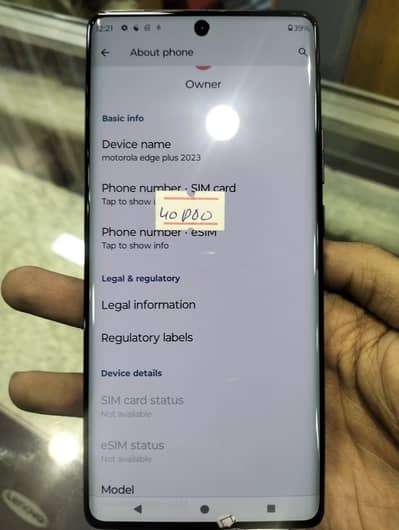 12:21
39%
About phone
Owner
Basic info
Device name
motorola edge plus 2023
Phone number · SIM card
Tap to show
Phone number · eSIM
Tap to show info
Legal & regulatory
Legal information
Regulatory labels
Device details
SIM card status
Not available
eSIM status
Not available
Model